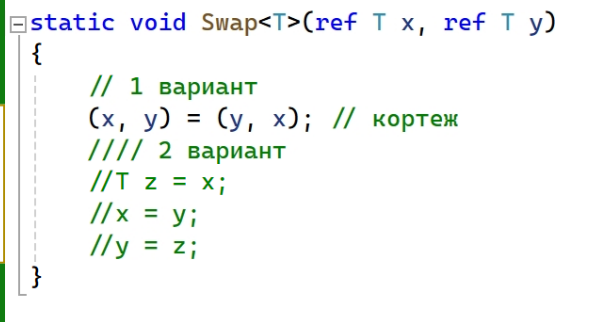 static void Swap<T>(ref T x, ref T y)
{
// 1 вариант
(x, y) = (y, x); // кортеж
//// 2 вариант
//T z = x;
//x = y;
//y = z;
}